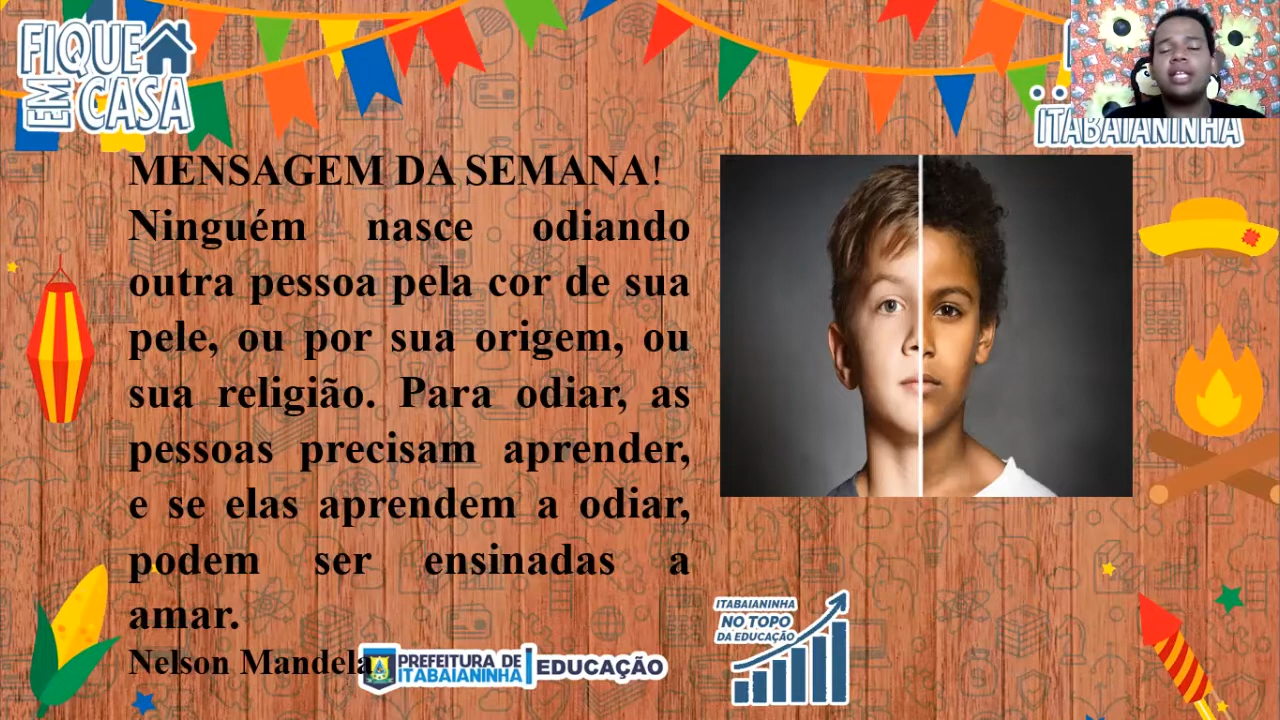 FIQUE
EM CASA
ITABAIANINHA
MENSAGEM DA SEMANA!
Ninguém nasce odiando
outra pessoa pela cor de sua
pele, ou por sua origem, ou
sua religião. Para odiar, as
pessoas precisam aprender,
e se elas aprendem a odiar,
podem ser ensinadas a
amar.
Nelson Mandela
PREFEITURA DE
ITABAIANINHA
EDUCAÇÃO
ITABAIANINHA
NO TOPO
DA EDUCAÇÃO